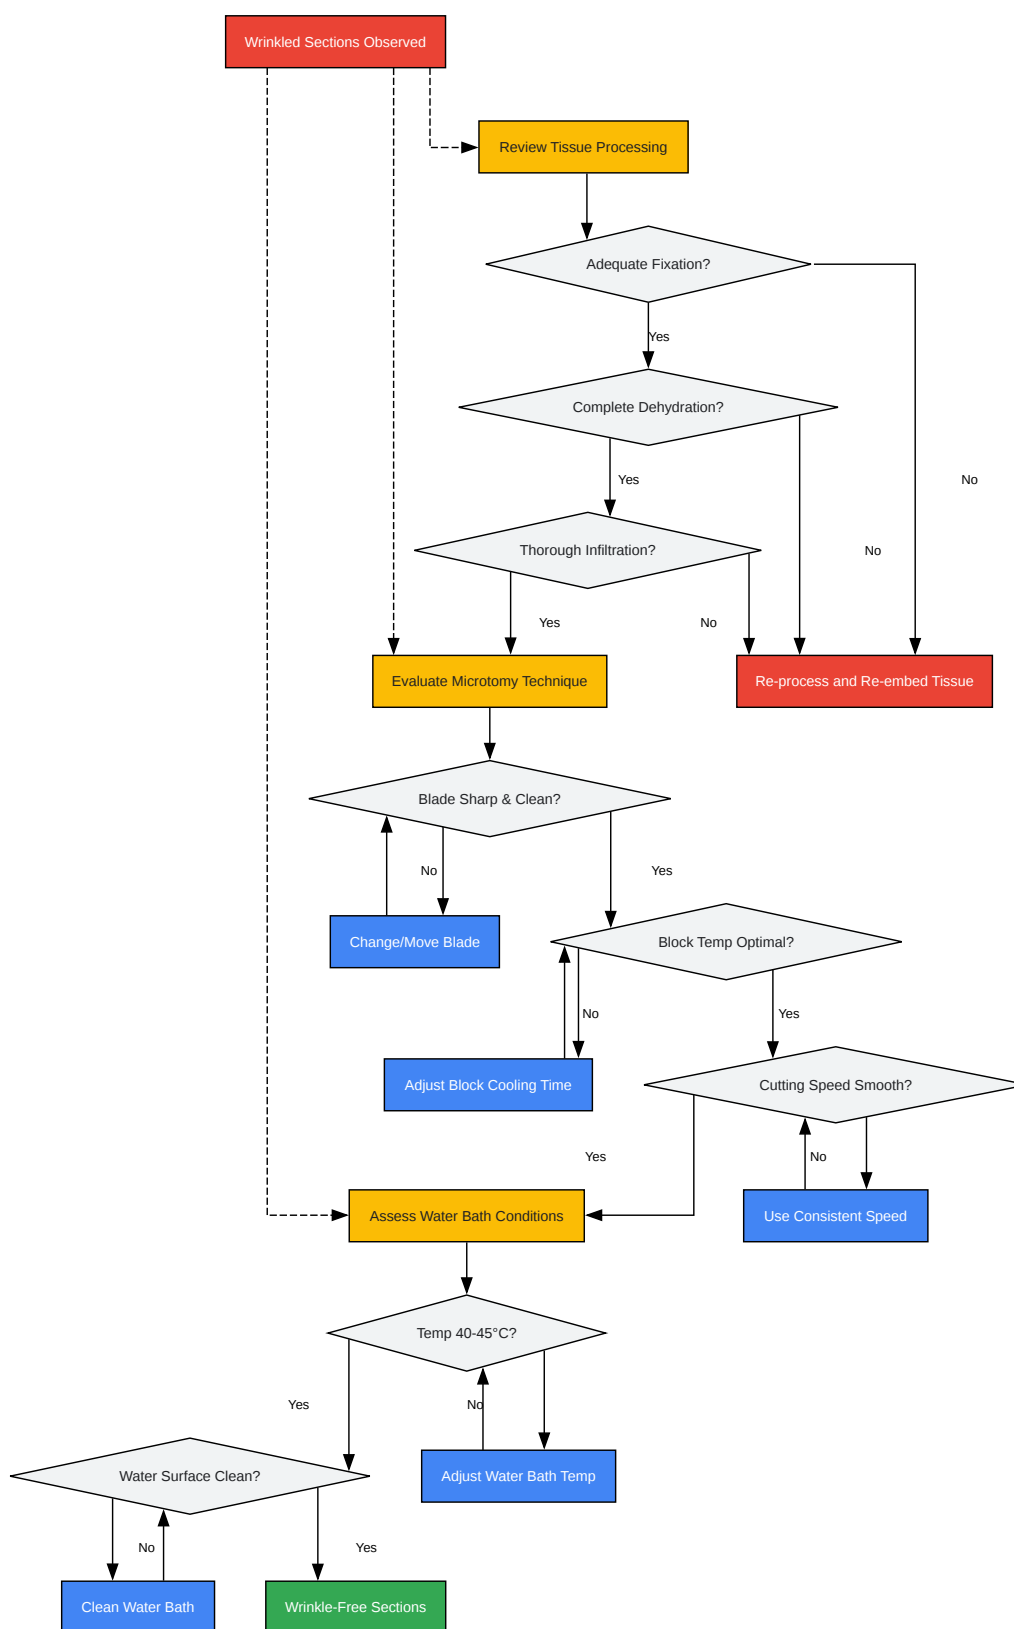 Wrinkled Sections Observed
Review Tissue Processing
Adequate Fixation?
Yes
Complete Dehydration?
Yes
No
Thorough Infiltration?
No
Yes
No
Evaluate Microtomy Technique
Re-process and Re-embed Tissue
Blade Sharp & Clean?
No
Yes
Change/Move Blade
Block Temp Optimal?
No
Yes
Adjust Block Cooling Time
Cutting Speed Smooth?
Yes
No
Assess Water Bath Conditions
Use Consistent Speed
Temp 40-45°C?
Yes
No
Water Surface Clean?
Adjust Water Bath Temp
No
Yes
Clean Water Bath
Wrinkle-Free Sections